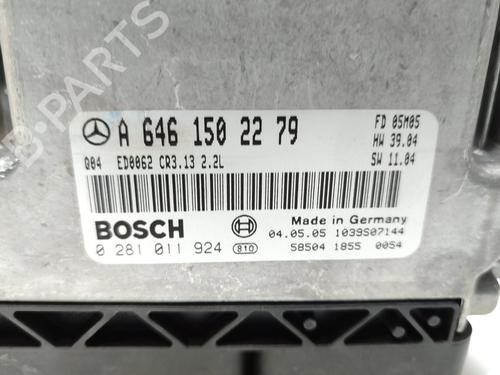 A 646 150 22 79
FD 05M05
HW 39.04
Q04 ED0062 CR3.13 2.2L
SW 11.04
BOSCH
Made in Germany
0 281 011 924 810
04.05.05 1039S07144
58504 1855 0054
B-PARTS